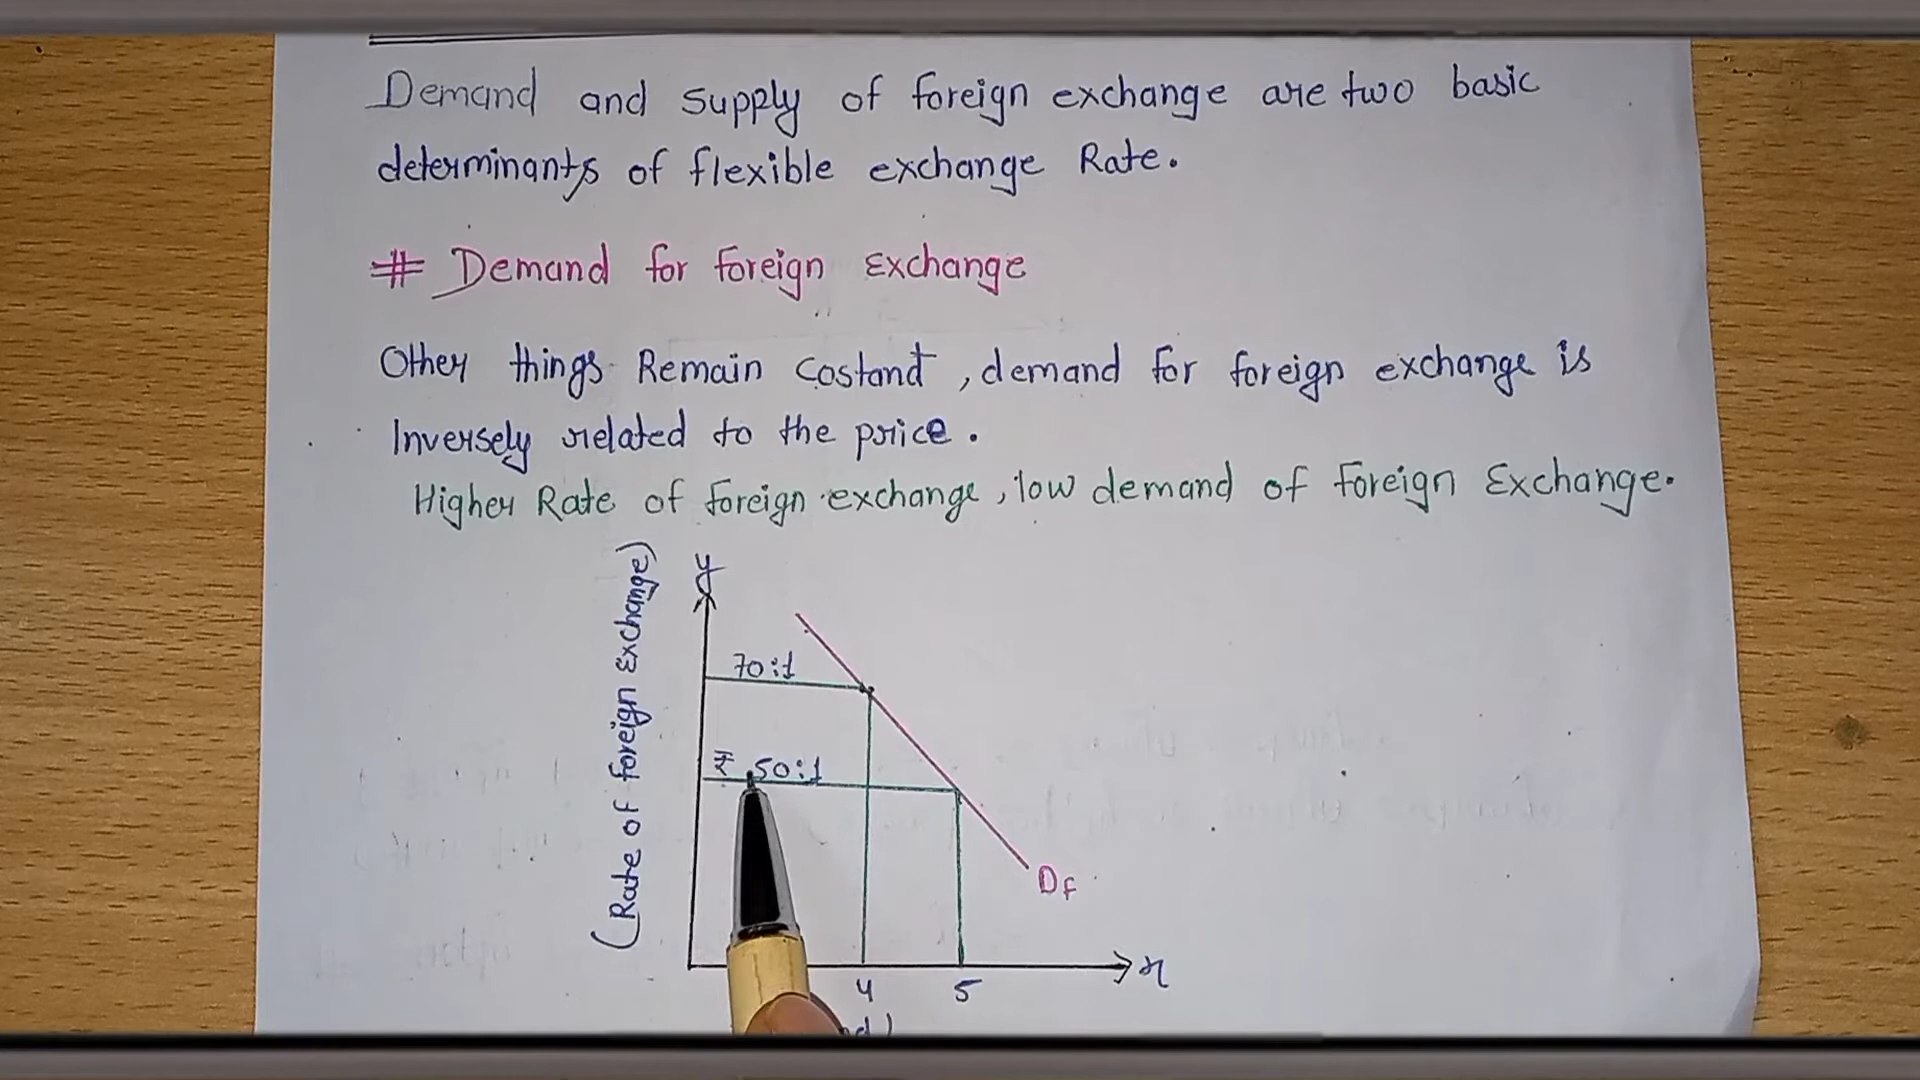 Demand and supply of foreign exchange are two basic
determinants of flexible exchange Rate.
# Demand for Foreign Exchange
Other things Remain Costant, demand for foreign exchange is
Inversely related to the price.
Higher Rate of foreign exchange, low demand of Foreign Exchange.
(Rate of foreign Exchange)
y
70:1
₹ 50:1
Df
x
4 5